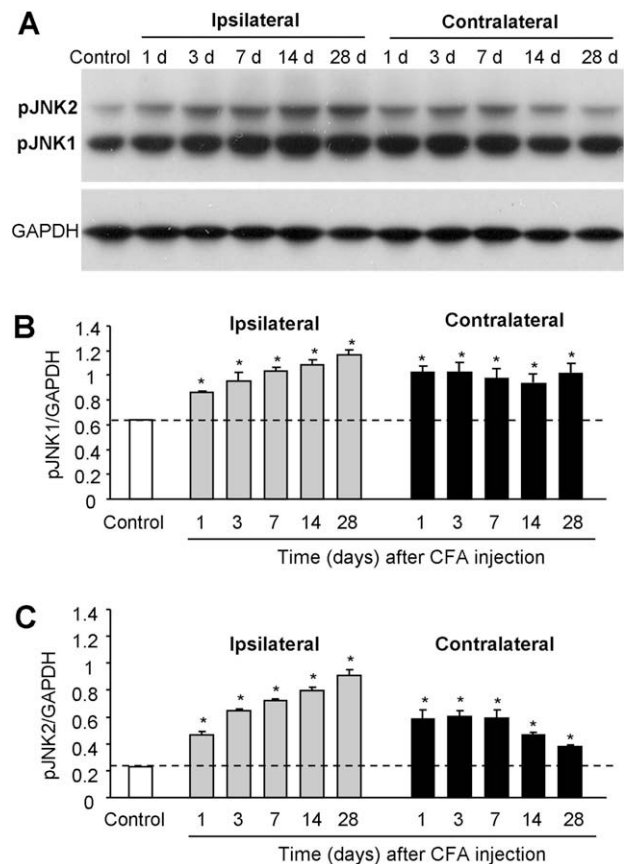 A
Ipsilateral Contralateral
Control 1 d 3 d 7 d 14 d 28 d 1 d 3 d 7 d 14 d 28 d
pJNK2
pJNK1
GAPDH
B
Ipsilateral Contralateral
pJNK1/GAPDH
1.4
1.2
1
0.8
0.6
0.4
0.2
0
* * * * * * * * * *
Control 1 3 7 14 28 1 3 7 14 28
Time (days) after CFA injection
C
Ipsilateral Contralateral
pJNK2/GAPDH
1.4
1.2
1
0.8
0.6
0.4
0.2
0
* * * * * * * * * *
Control 1 3 7 14 28 1 3 7 14 28
Time (days) after CFA injection